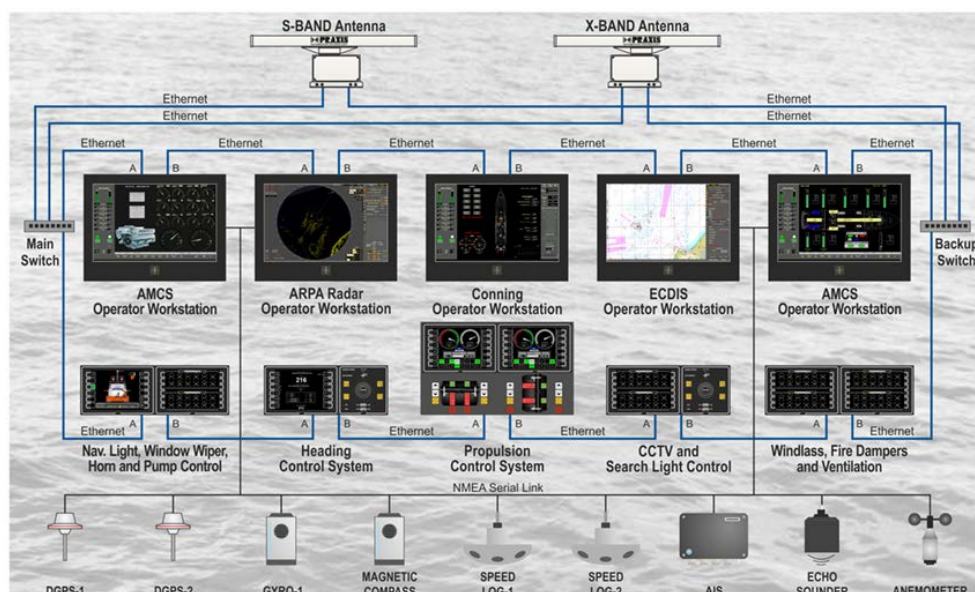 S-BAND Antenna
X-BAND Antenna
PRAXIS
PRAXIS
Ethernet
Ethernet
Ethernet
Ethernet
Ethernet
Ethernet
Ethernet
Ethernet
Ethernet
Ethernet
A
B
A
B
A
B
A
B
A
B
Main
Switch
Backup
Switch
AMCS
Operator Workstation
ARPA Radar
Operator Workstation
Conning
Operator Workstation
ECDIS
Operator Workstation
AMCS
Operator Workstation
216
Ethernet
A
B
Ethernet
A
B
Ethernet
A
B
Ethernet
A
B
Ethernet
A
B
Ethernet
Nav. Light, Window Wiper,
Horn and Pump Control
Heading
Control System
Propulsion
Control System
CCTV and
Search Light Control
Windlass, Fire Dampers
and Ventilation
NMEA Serial Link
DGPS-1
DGPS-2
GYRO-1
MAGNETIC
COMPASS
SPEED
LOG-1
SPEED
LOG-2
AIS
ECHO
SOUNDER
ANEMOMETER